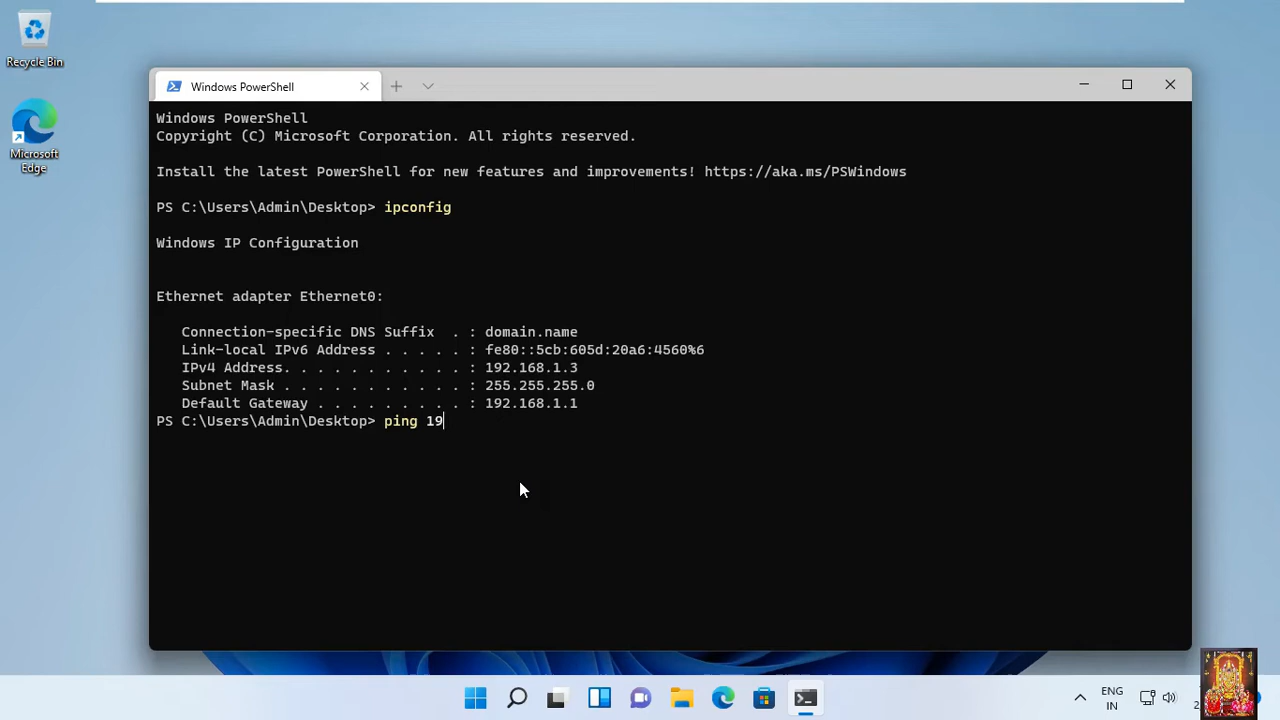 Recycle Bin
Microsoft
Edge
Windows PowerShell
Windows PowerShell
Copyright (C) Microsoft Corporation. All rights reserved.
Install the latest PowerShell for new features and improvements! https://aka.ms/PSWindows
PS C:\Users\Admin\Desktop> ipconfig
Windows IP Configuration
Ethernet adapter Ethernet0:
Connection-specific DNS Suffix  . : domain.name
Link-local IPv6 Address . . . . . : fe80::5cb:605d:20a6:4560%6
IPv4 Address. . . . . . . . . . . : 192.168.1.3
Subnet Mask . . . . . . . . . . . : 255.255.255.0
Default Gateway . . . . . . . . . : 192.168.1.1
PS C:\Users\Admin\Desktop> ping 19
ENG
IN